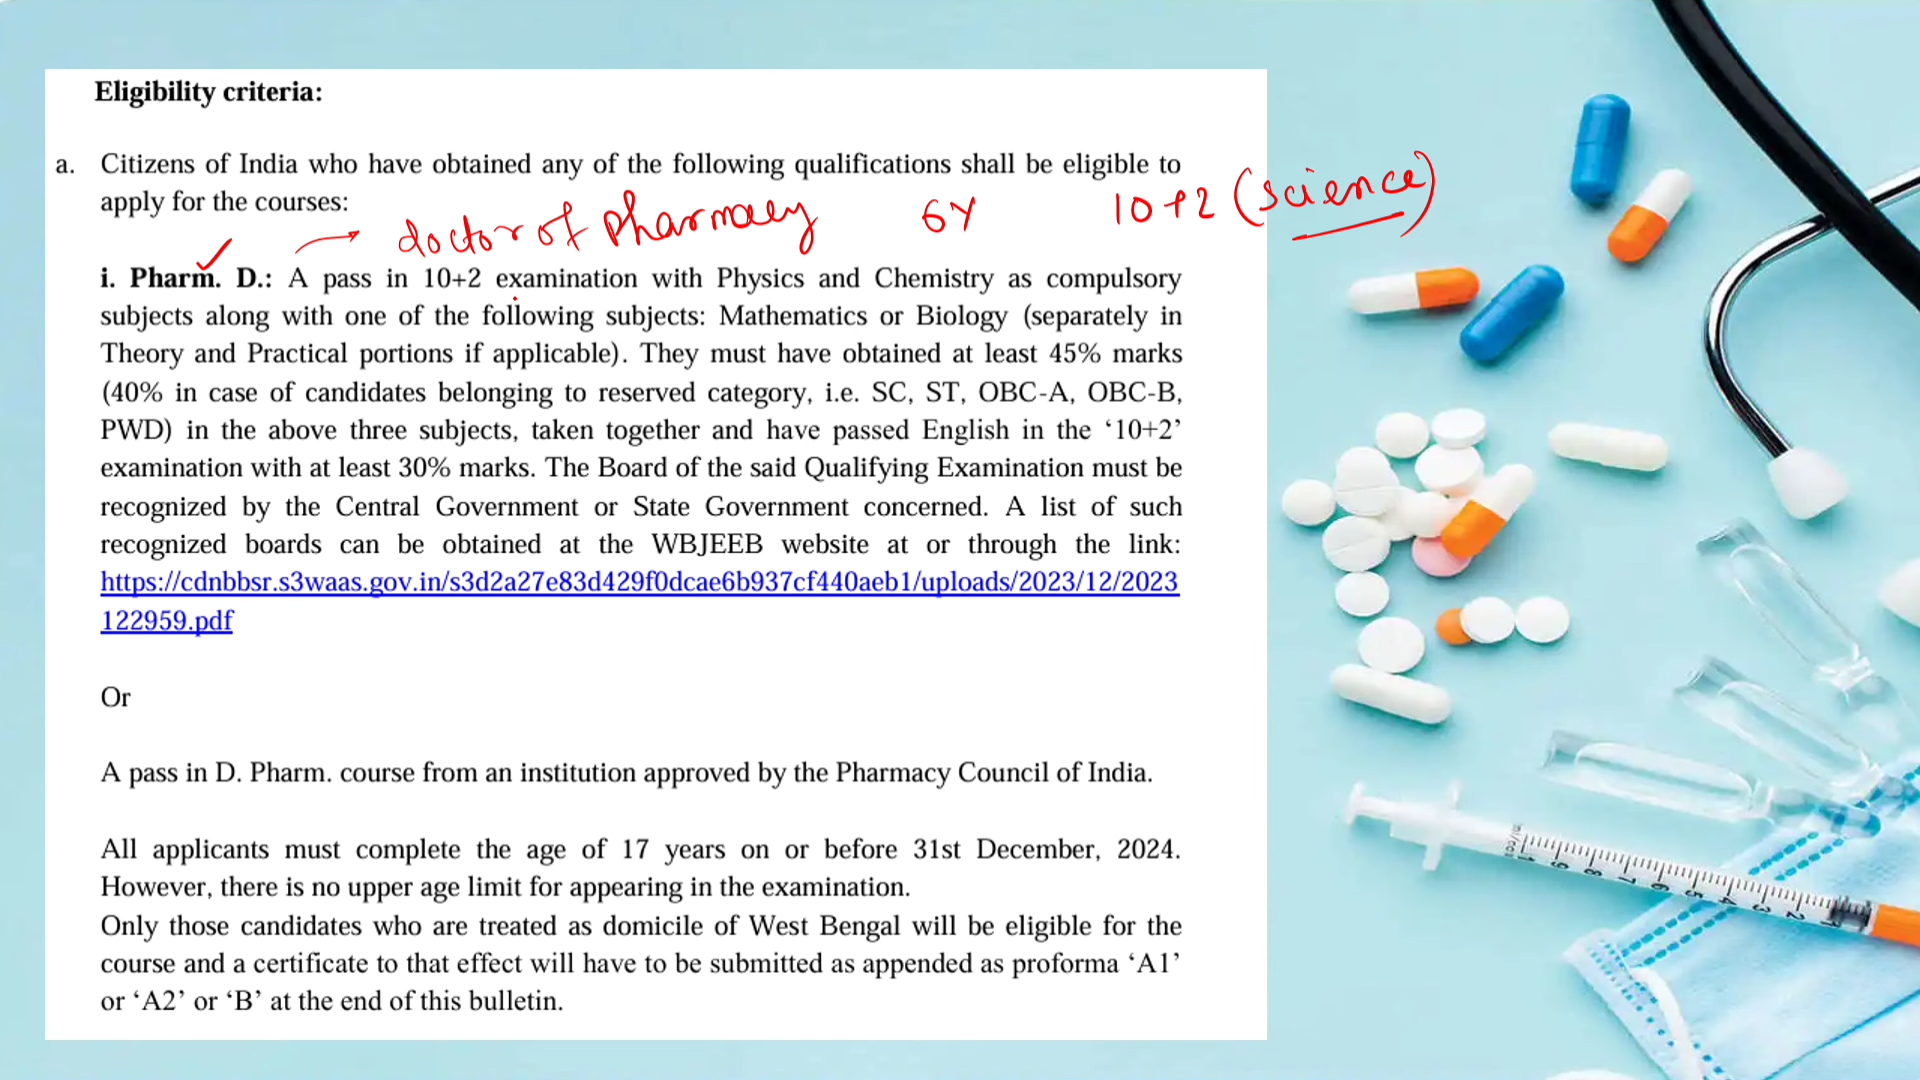 Eligibility criteria:
a. Citizens of India who have obtained any of the following qualifications shall be eligible to
apply for the courses:
doctor of pharmacy 6Y 10+2 (Science)
i. Pharm. D.: A pass in 10+2 examination with Physics and Chemistry as compulsory
subjects along with one of the following subjects: Mathematics or Biology (separately in
Theory and Practical portions if applicable). They must have obtained at least 45% marks
(40% in case of candidates belonging to reserved category, i.e. SC, ST, OBC-A, OBC-B,
PWD) in the above three subjects, taken together and have passed English in the ‘10+2’
examination with at least 30% marks. The Board of the said Qualifying Examination must be
recognized by the Central Government or State Government concerned. A list of such
recognized boards can be obtained at the WBJEEB website at or through the link:
https://cdnbbsr.s3waas.gov.in/s3d2a27e83d429f0dcae6b937cf440aeb1/uploads/2023/12/2023
122959.pdf
Or
A pass in D. Pharm. course from an institution approved by the Pharmacy Council of India.
All applicants must complete the age of 17 years on or before 31st December, 2024.
However, there is no upper age limit for appearing in the examination.
Only those candidates who are treated as domicile of West Bengal will be eligible for the
course and a certificate to that effect will have to be submitted as appended as proforma ‘A1’
or ‘A2’ or ‘B’ at the end of this bulletin.